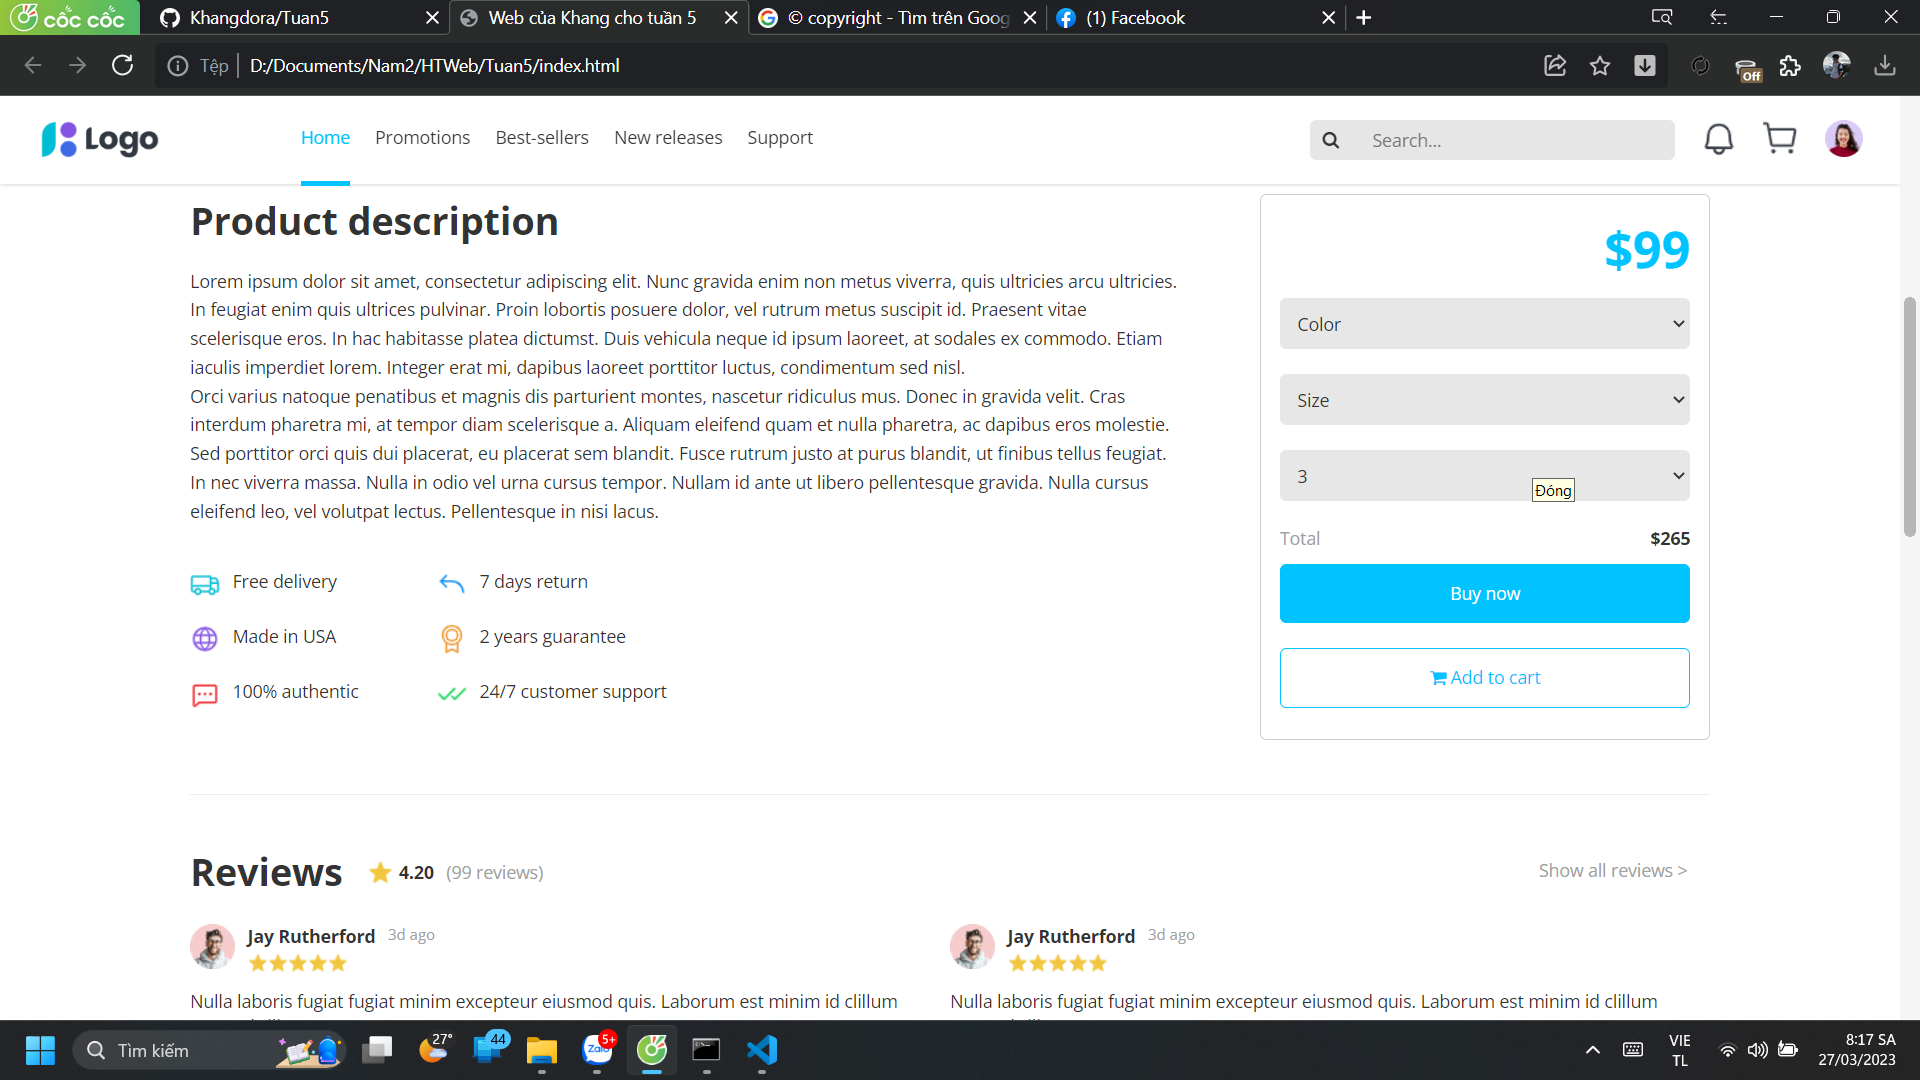 cốc cốc
Khangdora/Tuan5
Web của Khang cho tuần 5
© copyright - Tìm trên Goog
(1) Facebook
Tệp
D:/Documents/Nam2/HTWeb/Tuan5/index.html
Off
Logo
Home
Promotions
Best-sellers
New releases
Support
Search...
Product description
Lorem ipsum dolor sit amet, consectetur adipiscing elit. Nunc gravida enim non metus viverra, quis ultricies arcu ultricies.
In feugiat enim quis ultrices pulvinar. Proin lobortis posuere dolor, vel rutrum metus suscipit id. Praesent vitae
scelerisque eros. In hac habitasse platea dictumst. Duis vehicula neque id ipsum laoreet, at sodales ex commodo. Etiam
iaculis imperdiet lorem. Integer erat mi, dapibus laoreet porttitor luctus, condimentum sed nisl.
Orci varius natoque penatibus et magnis dis parturient montes, nascetur ridiculus mus. Donec in gravida velit. Cras
interdum pharetra mi, at tempor diam scelerisque a. Aliquam eleifend quam et nulla pharetra, ac dapibus eros molestie.
Sed porttitor orci quis dui placerat, eu placerat sem blandit. Fusce rutrum justo at purus blandit, ut finibus tellus feugiat.
In nec viverra massa. Nulla in odio vel urna cursus tempor. Nullam id ante ut libero pellentesque gravida. Nulla cursus
eleifend leo, vel volutpat lectus. Pellentesque in nisi lacus.
Free delivery
7 days return
Made in USA
2 years guarantee
100% authentic
24/7 customer support
$99
Color
Size
3
Đóng
Total
$265
Buy now
Add to cart
Reviews
4.20
(99 reviews)
Show all reviews >
Jay Rutherford
3d ago
Jay Rutherford
3d ago
Nulla laboris fugiat fugiat minim excepteur eiusmod quis. Laborum est minim id clillum
Nulla laboris fugiat fugiat minim excepteur eiusmod quis. Laborum est minim id clillum
Tìm kiếm
27°
44
Zalo
5+
VIE
TL
8:17 SA
27/03/2023